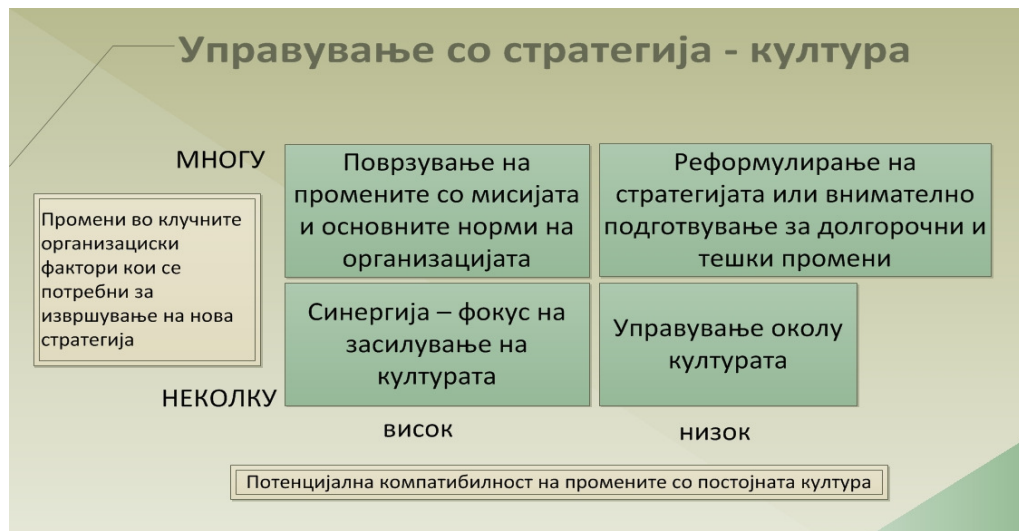 Управување со стратегија - култура
МНОГУ
Поврзување на
промените со мисијата
и основните норми на
организацијата
Реформулирање на
стратегијата или внимателно
подготвување за долгорочни и
тешки промени
Промени во клучните
организациски
фактори кои се
потребни за
извршување на нова
стратегија
Синергија – фокус на
засилување на
културата
Управување околу
културата
НЕКОЛКУ
висок
низок
Потенцијална компатибилност на промените со постојната култура